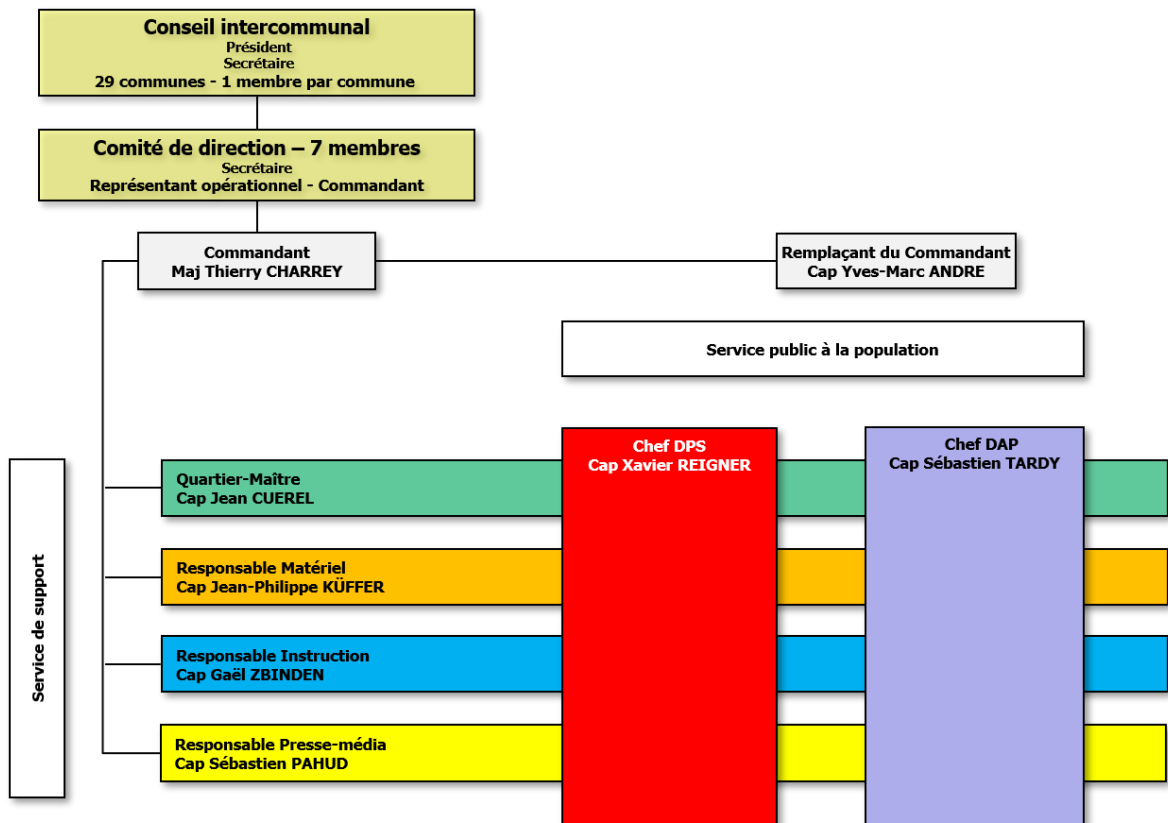 Conseil intercommunal
Président
Secrétaire
29 communes - 1 membre par commune
Comité de direction – 7 membres
Secrétaire
Représentant opérationnel - Commandant
Commandant
Maj Thierry CHARREY
Remplaçant du Commandant
Cap Yves-Marc ANDRE
Service public à la population
Chef DPS
Cap Xavier REIGNER
Chef DAP
Cap Sébastien TARDY
Service de support
Quartier-Maître
Cap Jean CUEREL
Responsable Matériel
Cap Jean-Philippe KÜFFER
Responsable Instruction
Cap Gaël ZBINDEN
Responsable Presse-média
Cap Sébastien PAHUD